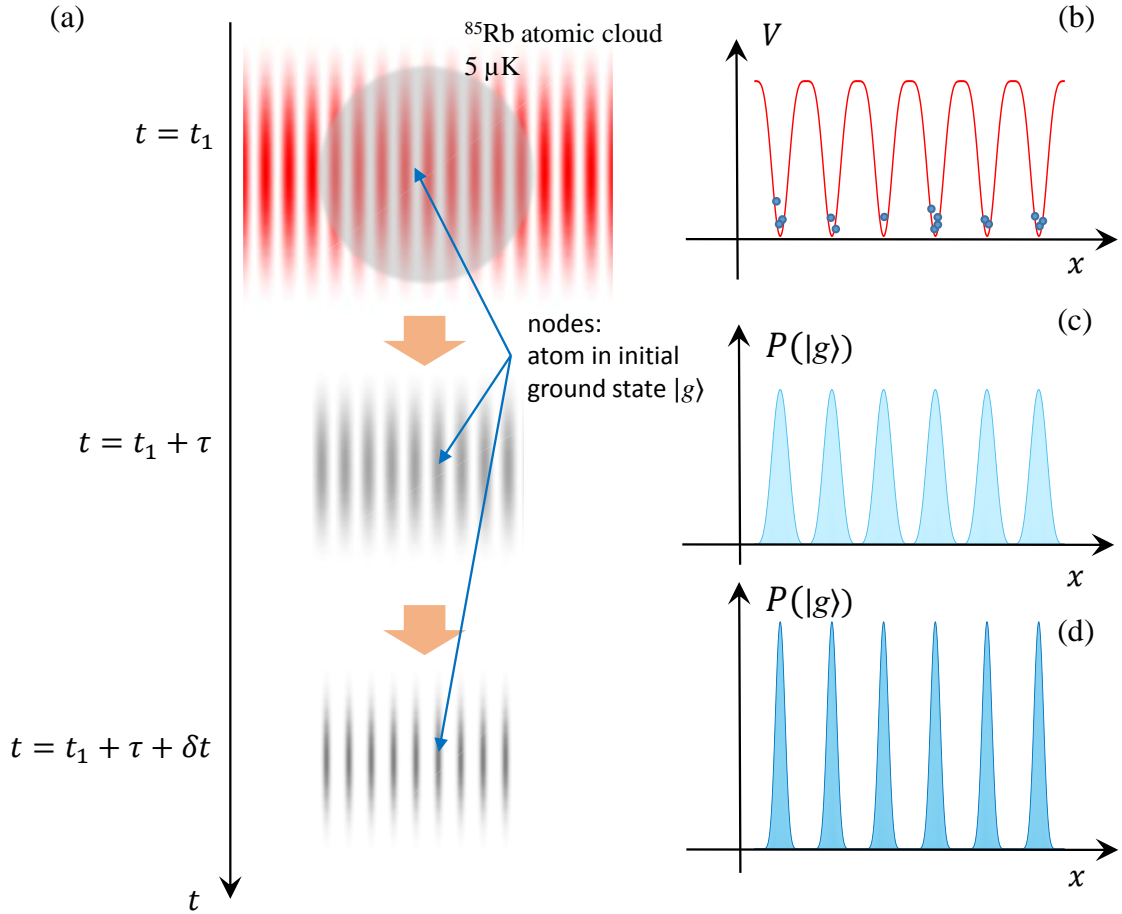 (a)
⁸⁵Rb atomic cloud
5 µK
t = t₁
nodes:
atom in initial
ground state |g⟩
t = t₁ + τ
t = t₁ + τ + δt
t
(b)
V
x
(c)
P(|g⟩)
x
P(|g⟩)
(d)
x